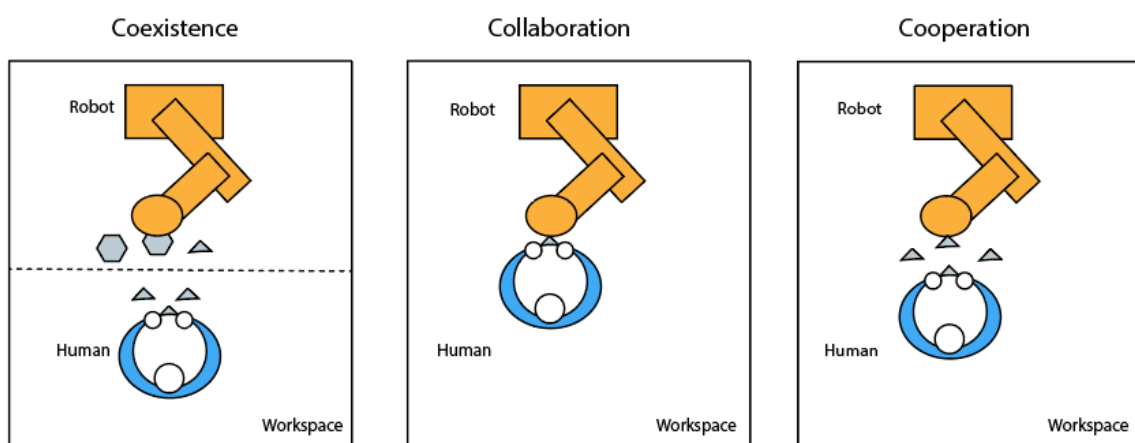 Coexistence
Robot
Human
Workspace
Collaboration
Robot
Human
Workspace
Cooperation
Robot
Human
Workspace